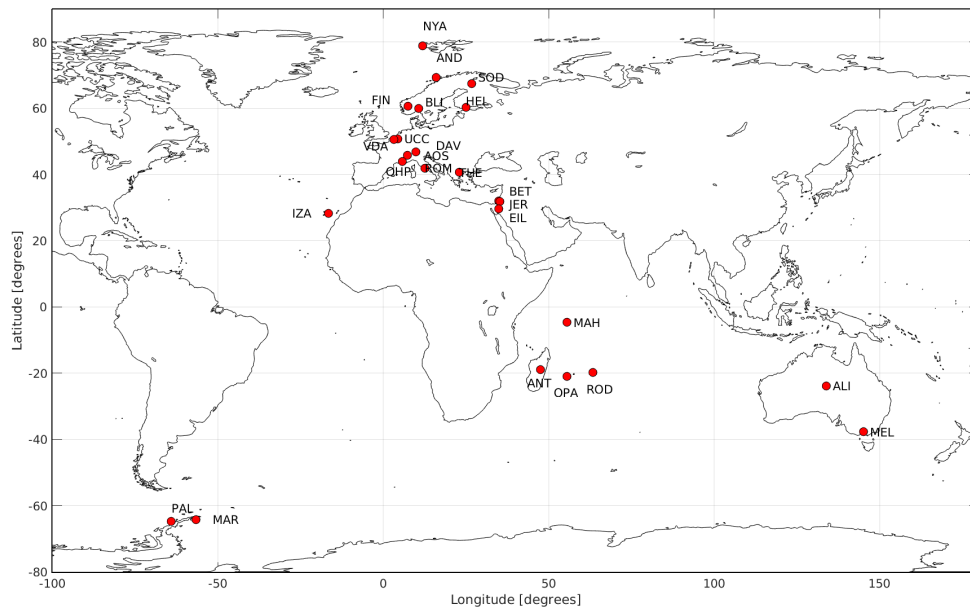 NYA
80
AND
SOD
FIN
BLI
HEL
60
UCC
VDA
DAV
AOS
OHP
ROM
THE
40
BET
JER
IZA
EIL
20
0
MAH
-20
ANT
OPA
ROD
ALI
-40
MEL
-60
PAL
MAR
-80
-100
-50
0
50
100
150
Latitude [degrees]
Longitude [degrees]